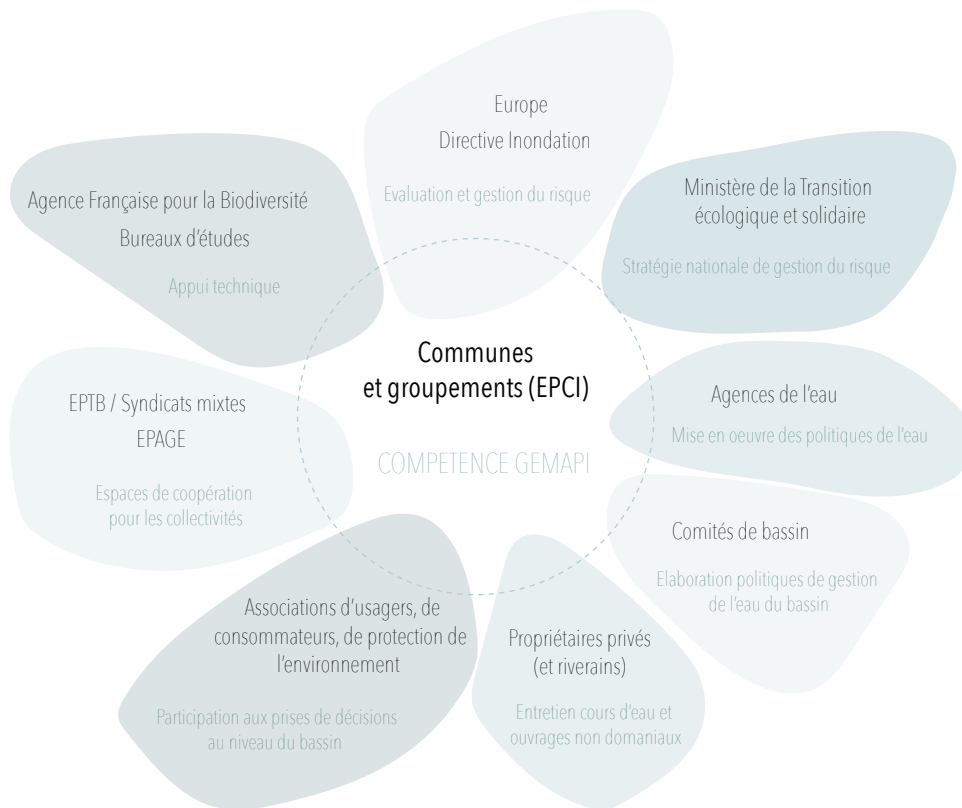 Europe
Directive Inondation
Evaluation et gestion du risque
Ministère de la Transition
écologique et solidaire
Stratégie nationale de gestion du risque
Agence Française pour la Biodiversité
Bureaux d'études
Appui technique
Communes
et groupements (EPCI)
COMPETENCE GEMAPI
Agences de l'eau
Mise en oeuvre des politiques de l'eau
EPTB / Syndicats mixtes
EPAGE
Espaces de coopération
pour les collectivités
Comités de bassin
Elaboration politiques de gestion
de l'eau du bassin
Associations d'usagers, de
consommateurs, de protection de
l'environnement
Participation aux prises de décisions
au niveau du bassin
Propriétaires privés
(et riverains)
Entretien cours d'eau et
ouvrages non domaniaux